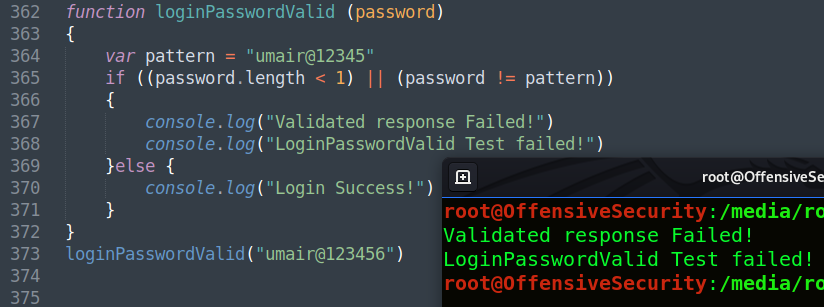 362 function loginPasswordValid (password)
363 {
364 var pattern = "umair@12345"
365 if ((password.length < 1) || (password != pattern))
366 {
367 console.log("Validated response Failed!")
368 console.log("LoginPasswordValid Test failed!")
369 }else {
370 console.log("Login Success!")
371 }
372 }
373 loginPasswordValid("umair@123456")
374
375
root@OffensiveSe
root@OffensiveSecurity:/media/ro
Validated response Failed!
LoginPasswordValid Test failed!
root@OffensiveSecurity:/media/ro